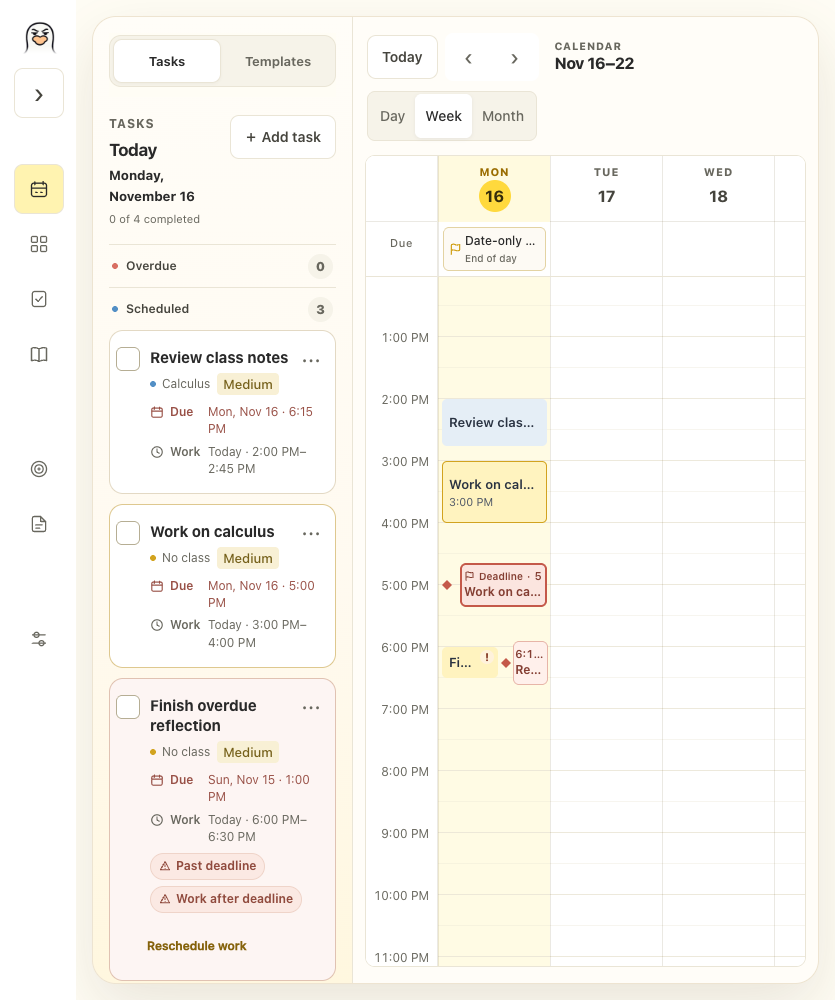 Tasks
Templates
TASKS
Today
Monday,
November 16
0 of 4 completed
+ Add task
Overdue
0
Scheduled
3
Review class notes
Calculus
Medium
Due
Mon, Nov 16 · 6:15
PM
Work
Today · 2:00 PM–
2:45 PM
Work on calculus
No class
Medium
Due
Mon, Nov 16 · 5:00
PM
Work
Today · 3:00 PM–
4:00 PM
Finish overdue
reflection
No class
Medium
Due
Sun, Nov 15 · 1:00
PM
Work
Today · 6:00 PM–
6:30 PM
Past deadline
Work after deadline
Reschedule work
Today
CALENDAR
Nov 16–22
Day
Week
Month
MON
16
TUE
17
WED
18
Due
Date-only ...
End of day
1:00 PM
2:00 PM
Review clas...
3:00 PM
Work on cal...
3:00 PM
4:00 PM
5:00 PM
Deadline · 5
Work on ca...
6:00 PM
Fi...
!
6:1...
Re...
7:00 PM
8:00 PM
9:00 PM
10:00 PM
11:00 PM